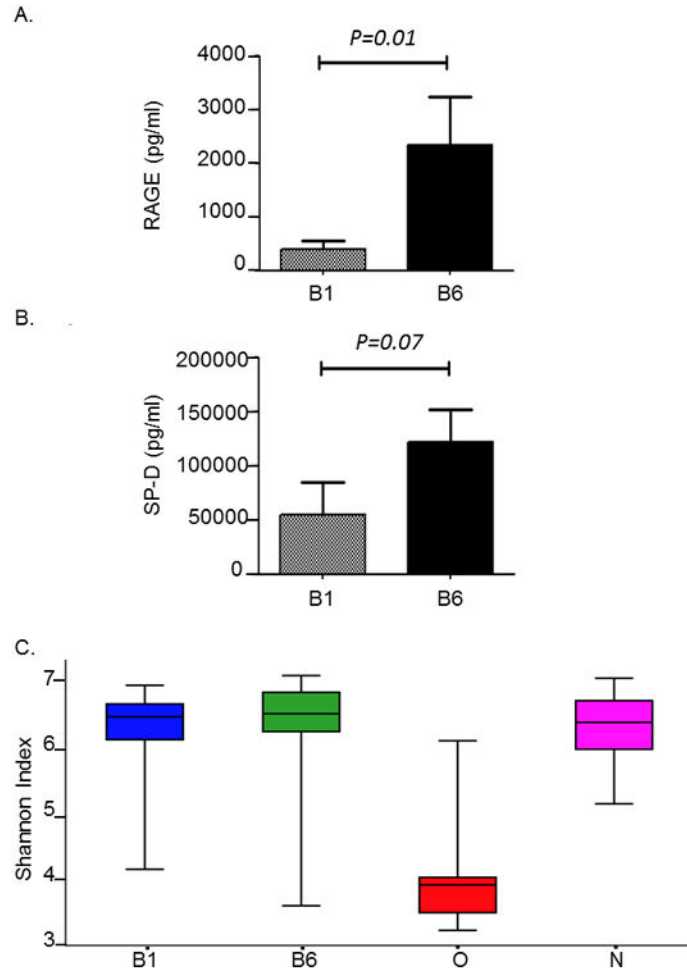 A.
P=0.01
RAGE (pg/ml)
4000
3000
2000
1000
0
B1 B6
B.
P=0.07
SP-D (pg/ml)
200000
150000
100000
50000
0
B1 B6
C.
Shannon Index
7
6
5
4
3
B1 B6 O N